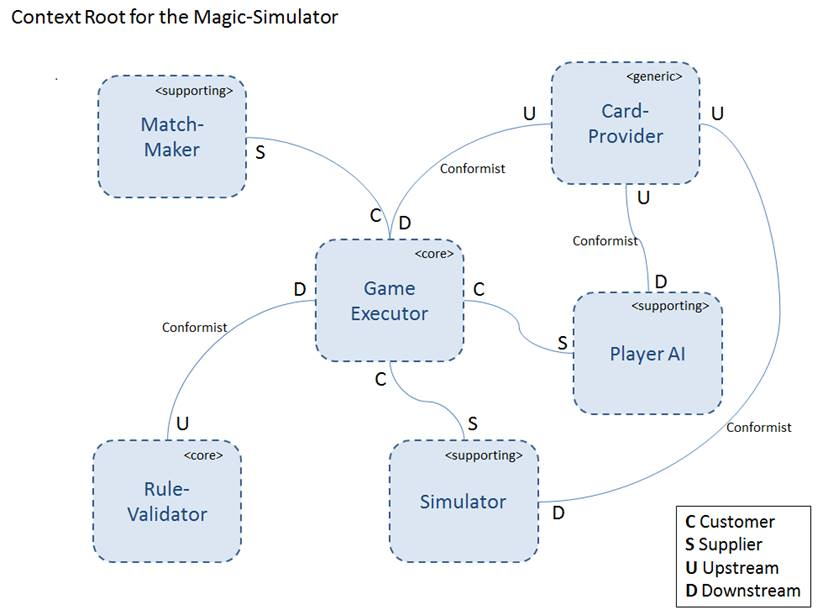 Context Root for the Magic-Simulator
<supporting>
Match-
Maker
S
<generic>
Card-
Provider
U
U
Conformist
U
C
D
Conformist
<core>
Game
Executor
D
C
C
D
<supporting>
Player AI
S
Conformist
U
S
<core>
Rule-
Validator
<supporting>
Simulator
D
Conformist
C Customer
S Supplier
U Upstream
D Downstream